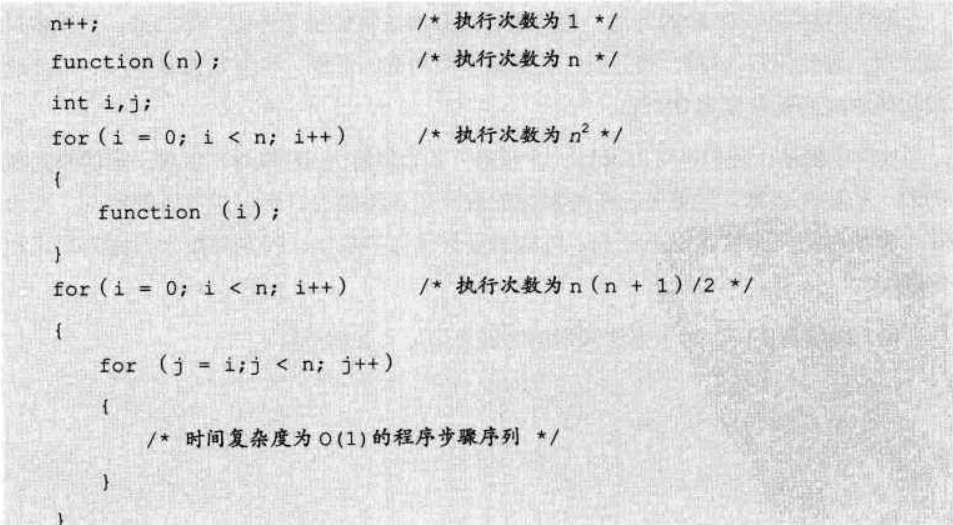 n++; /* 执行次数为 1 */
function(n); /* 执行次数为 n */
int i,j;
for(i = 0; i < n; i++) /* 执行次数为 n² */
{
function (i);
}
for(i = 0; i < n; i++) /* 执行次数为 n(n + 1)/2 */
{
for (j = i;j < n; j++)
{
/* 时间复杂度为 O(1)的程序步骤序列 */
}
}